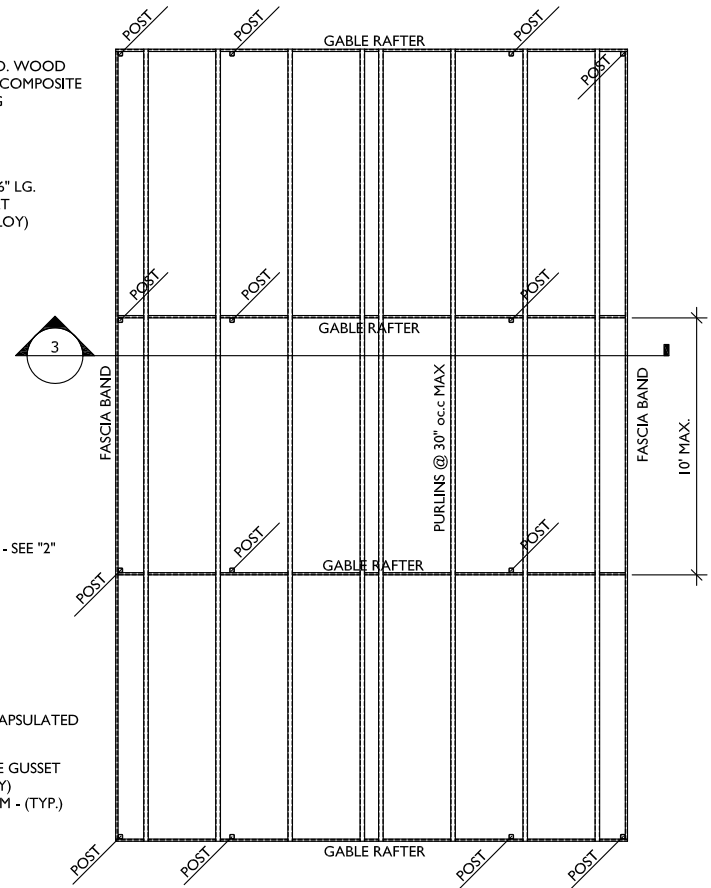 POST
POST
POST
GABLE RAFTER
POST
D. WOOD
COMPOSITE
6" LG.
LOY)
POST
POST
POST
GABLE RAFTER
3
FASCIA BAND
PURLINS @ 30" oc.c MAX
FASCIA BAND
10' MAX.
- SEE "2"
POST
POST
GABLE RAFTER
POST
APSULATED
E GUSSET
Y)
M - (TYP.)
GABLE RAFTER
POST
POST
POST
POST